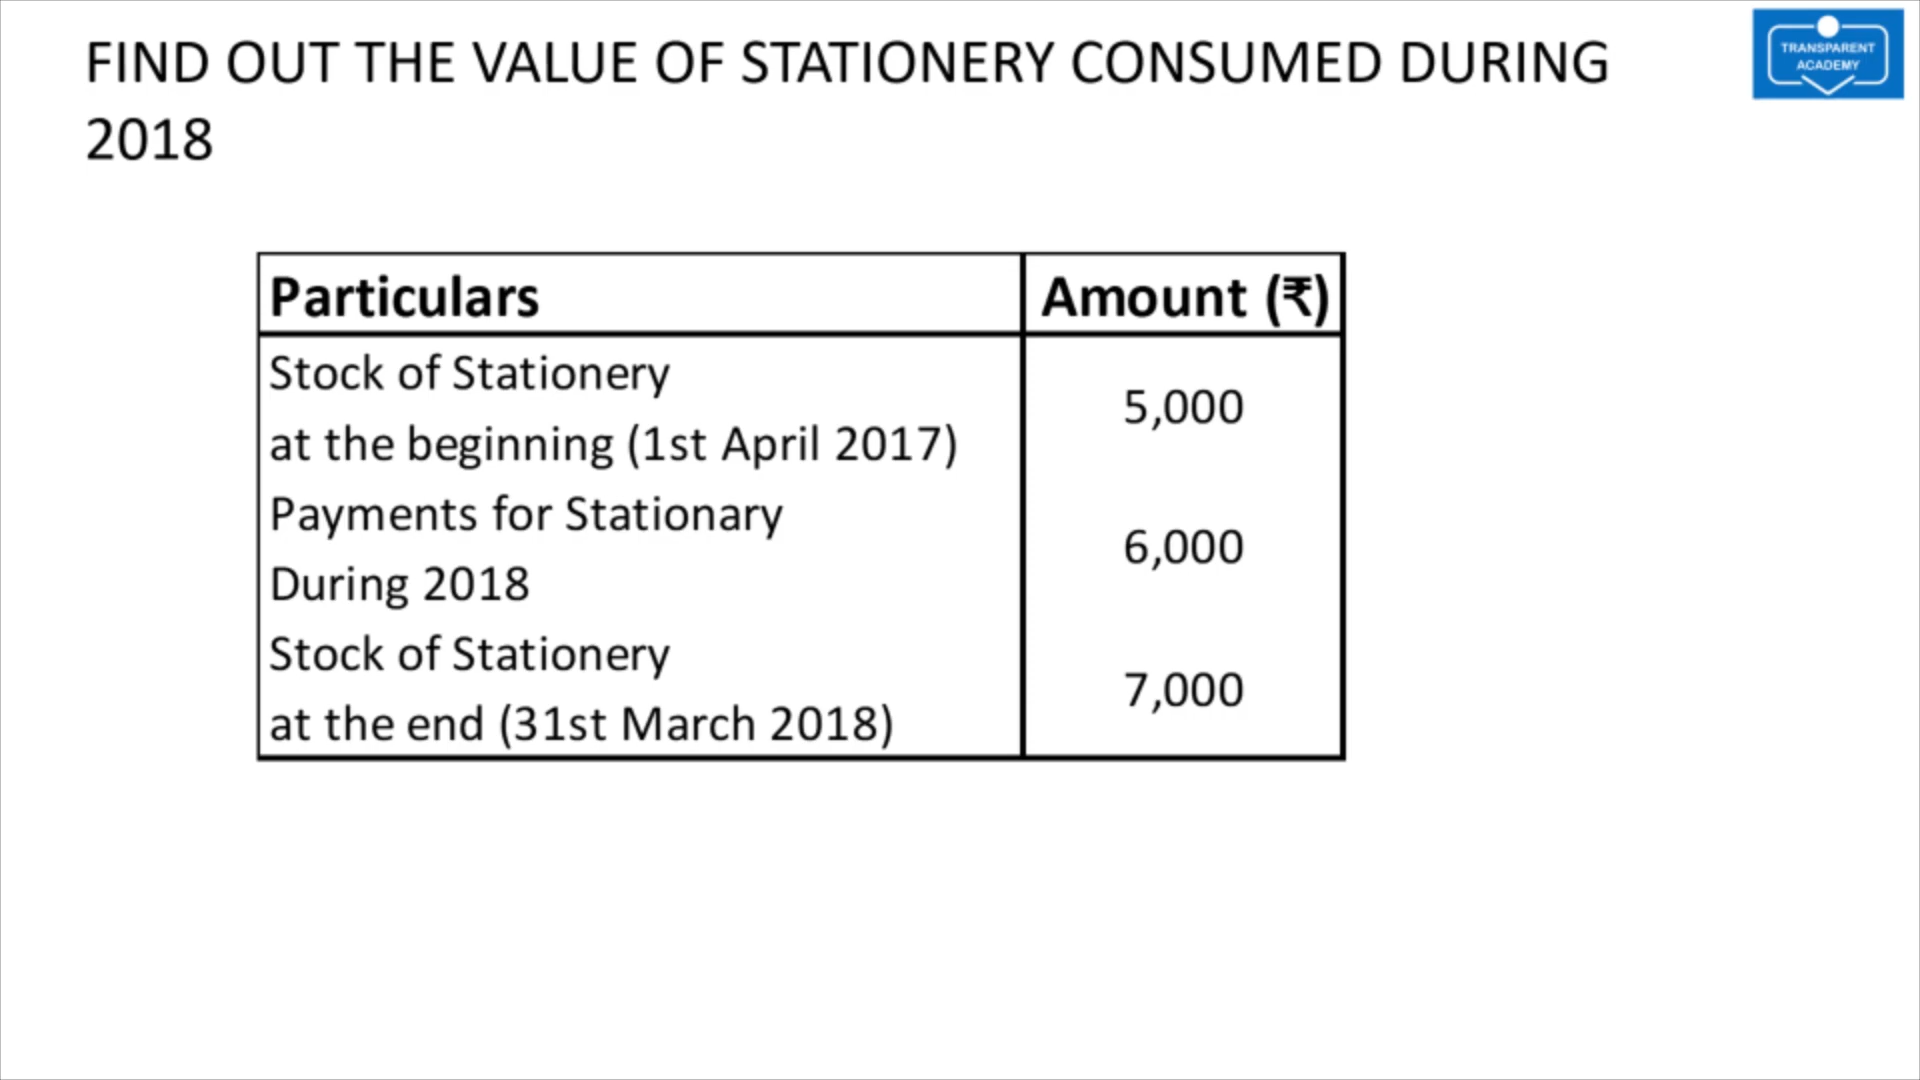 FIND OUT THE VALUE OF STATIONERY CONSUMED DURING
2018
TRANSPARENT
ACADEMY
Particulars Amount (₹)
Stock of Stationery
at the beginning (1st April 2017) 5,000
Payments for Stationary
During 2018 6,000
Stock of Stationery
at the end (31st March 2018) 7,000